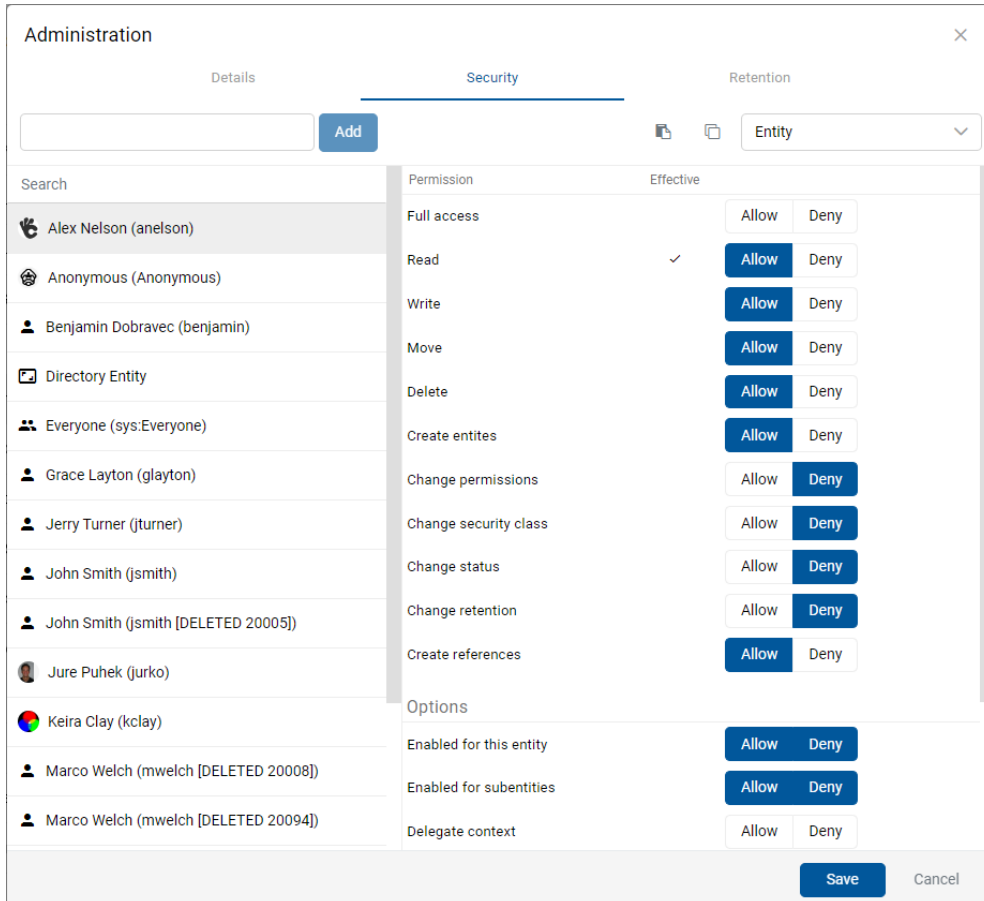 Administration
Details Security Retention
Add Entity
Search
Alex Nelson (anelson)
Anonymous (Anonymous)
Benjamin Dobravec (benjamin)
Directory Entity
Everyone (sys:Everyone)
Grace Layton (glayton)
Jerry Turner (jturner)
John Smith (jsmith)
John Smith (jsmith [DELETED 20005])
Jure Puhek (jurko)
Keira Clay (kclay)
Marco Welch (mwelch [DELETED 20008])
Marco Welch (mwelch [DELETED 20094])
Permission Effective
Full access Allow Deny
Read Allow Deny
Write Allow Deny
Move Allow Deny
Delete Allow Deny
Create entites Allow Deny
Change permissions Allow Deny
Change security class Allow Deny
Change status Allow Deny
Change retention Allow Deny
Create references Allow Deny
Options
Enabled for this entity Allow Deny
Enabled for subentities Allow Deny
Delegate context Allow Deny
Save Cancel